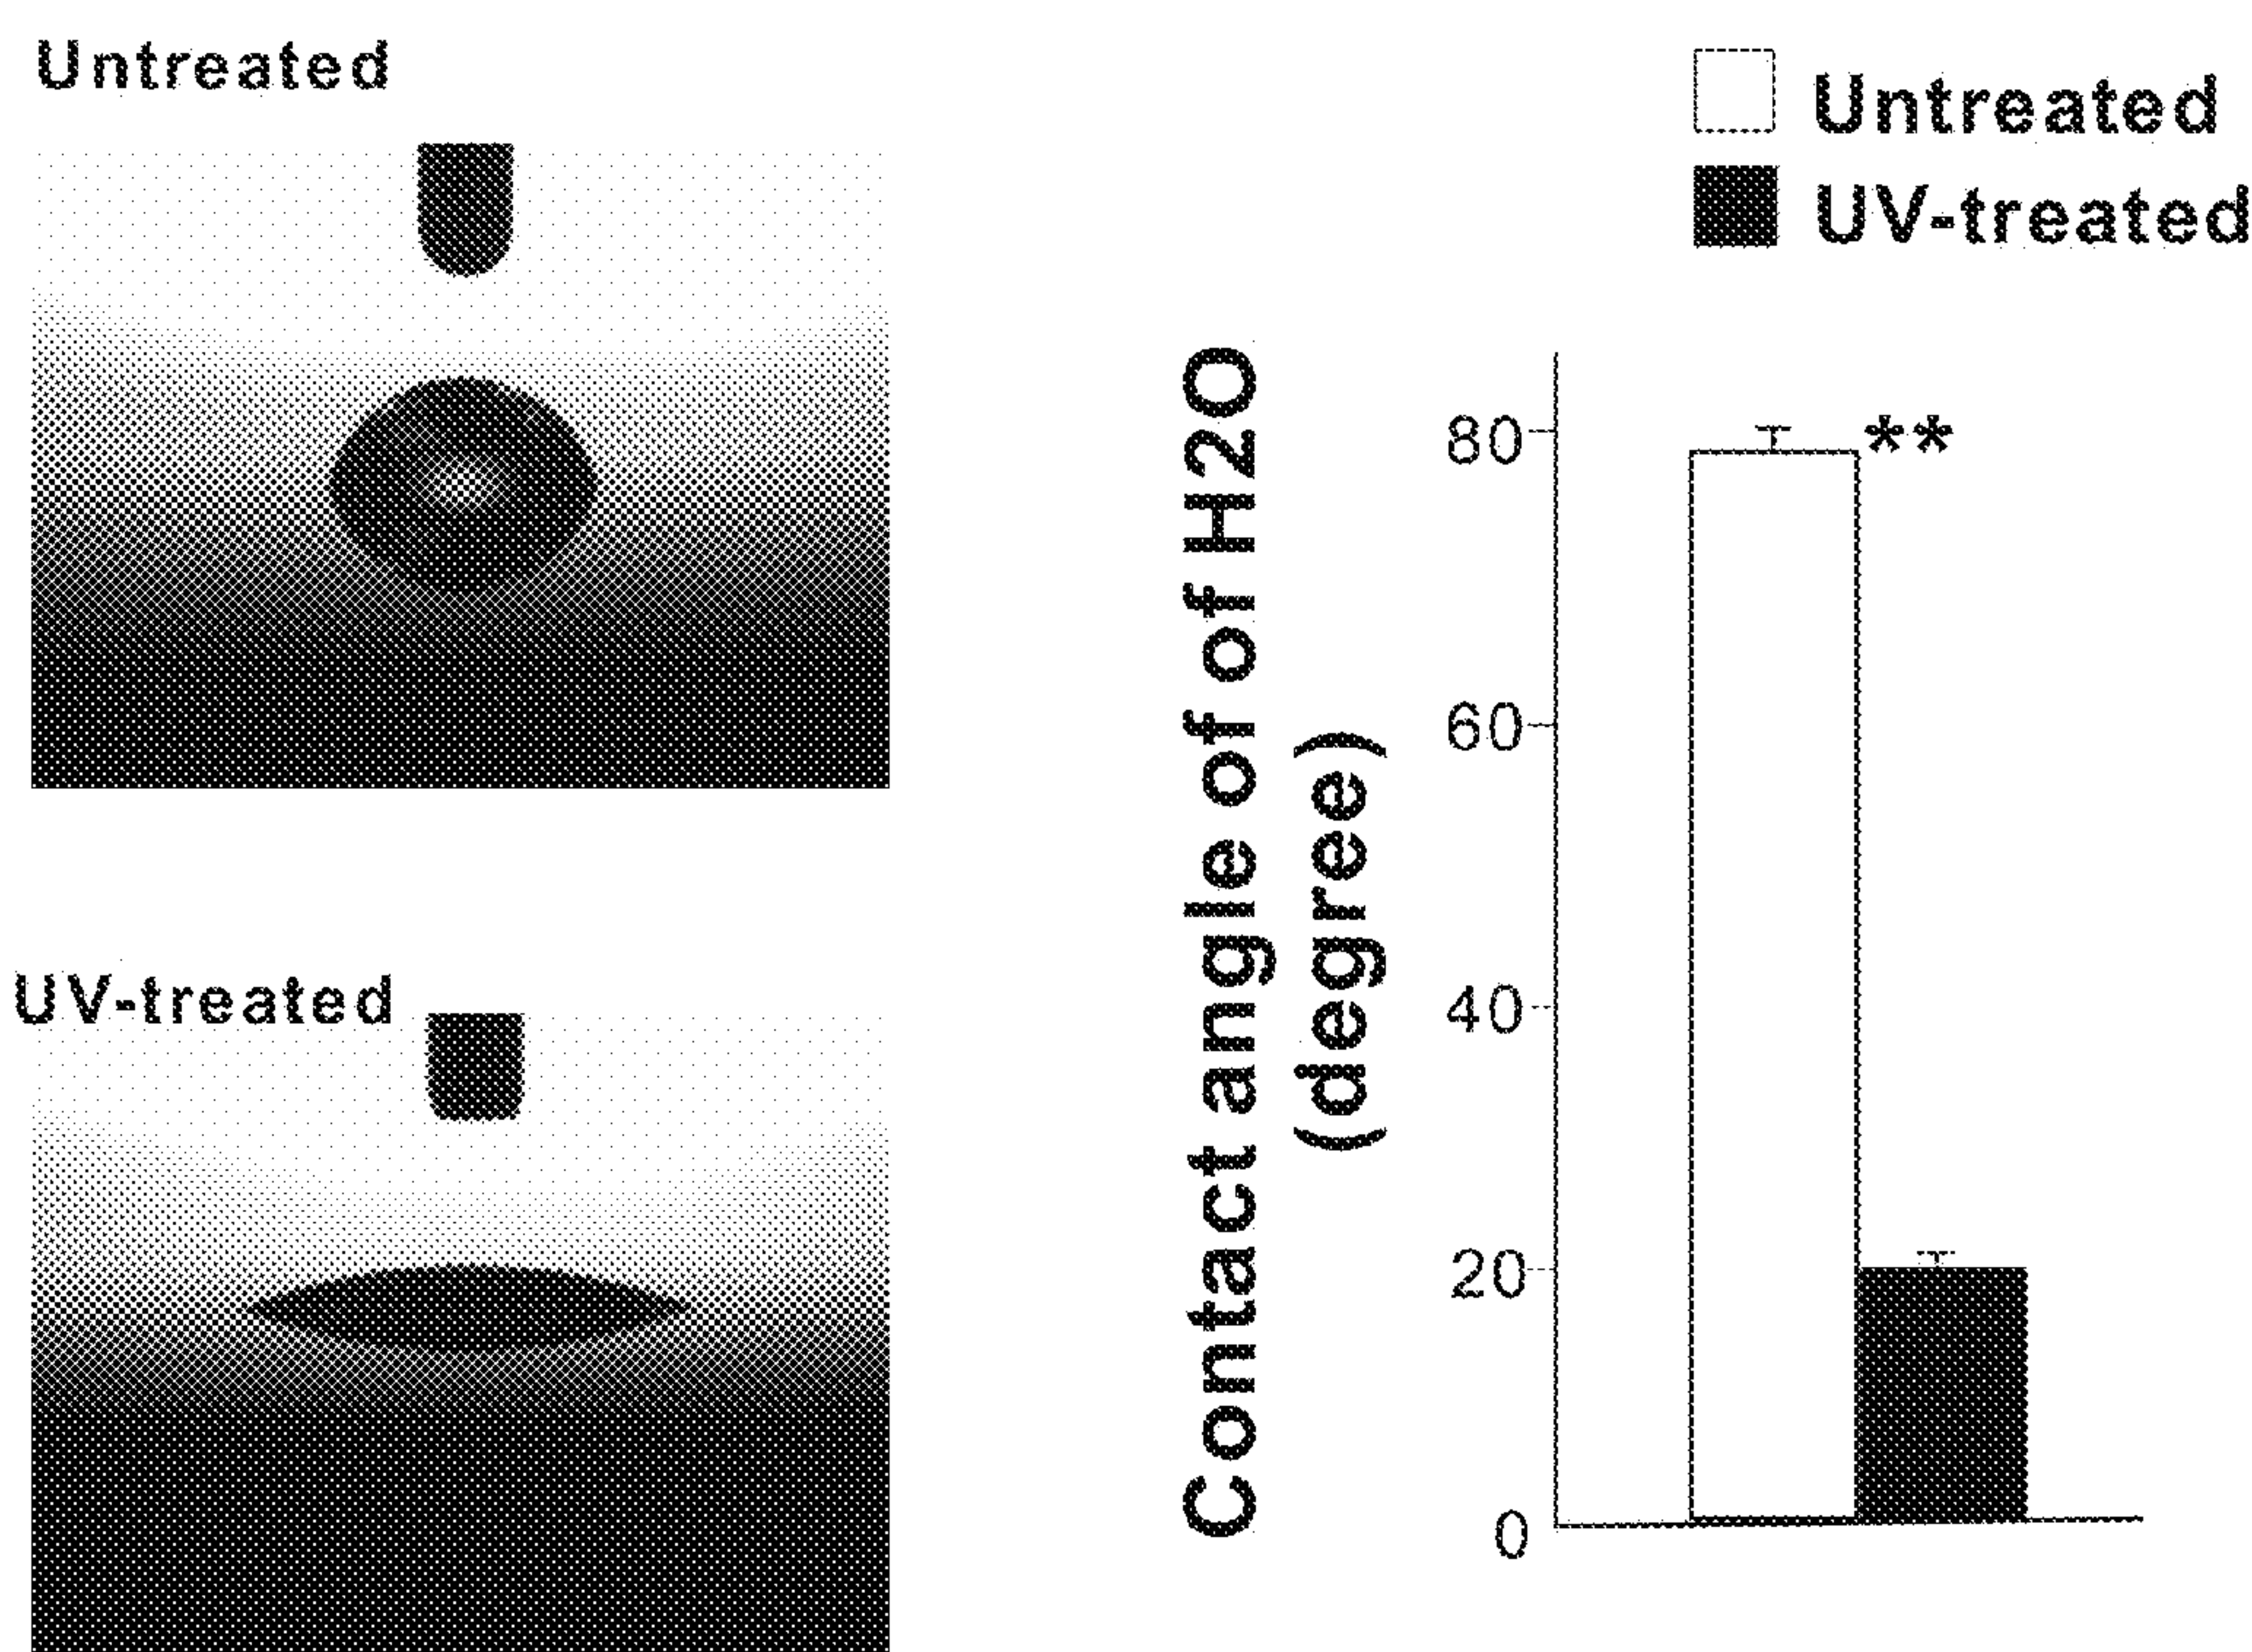 Untreated
UV-treated
Untreated
UV-treated
Contact angle of of H2O
(degree)
80
60
40
20
0
**